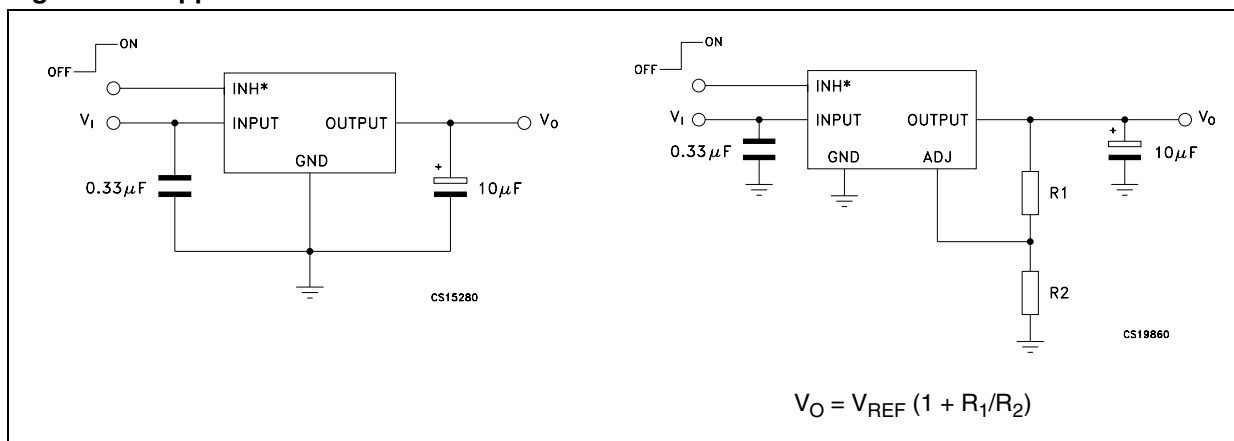 ON
OFF
INH*
VI
INPUT
OUTPUT
VO
GND
0.33μF
+
10μF
CS15280
ON
OFF
INH*
VI
INPUT
OUTPUT
VO
0.33μF
GND
ADJ
+
10μF
R1
R2
CS19860
VO = VREF (1 + R1/R2)